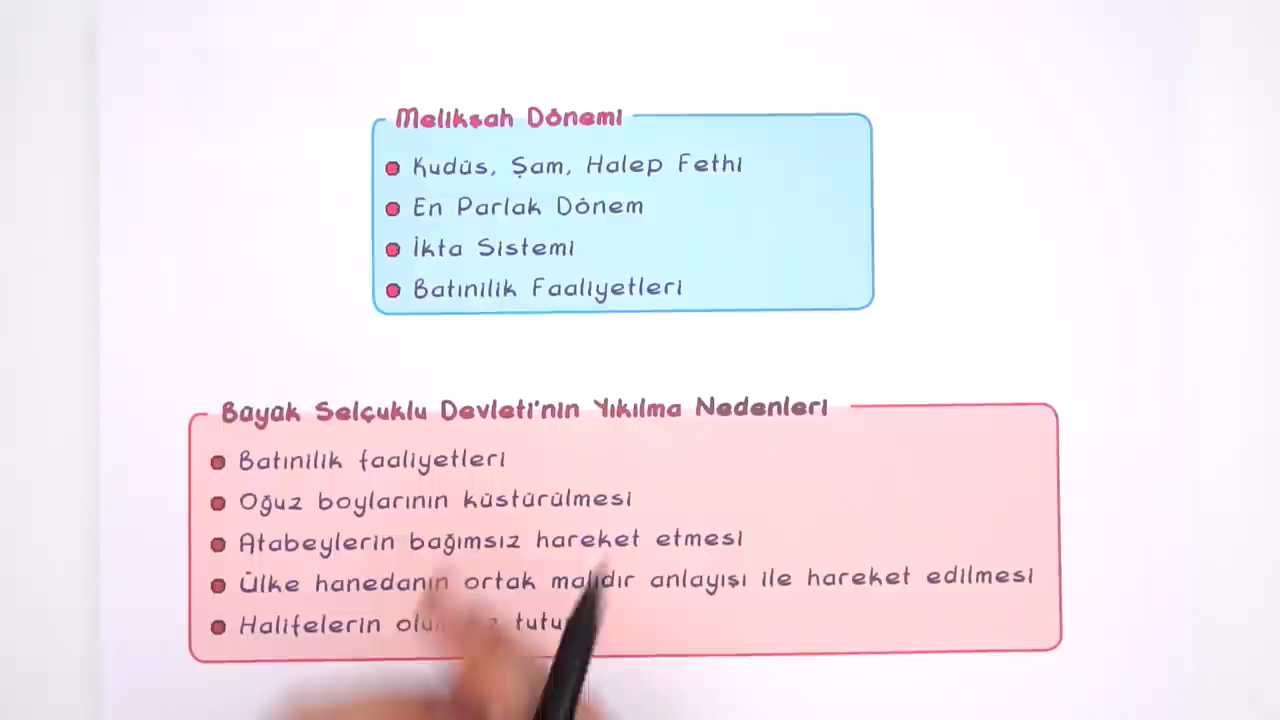 Melikşah Dönemi
Kudüs, Şam, Halep Fethi
En Parlak Dönem
İkta Sistemi
Batınilik Faaliyetleri
Büyük Selçuklu Devleti'nin Yıkılma Nedenleri
Batınilik faaliyetleri
Oğuz boylarının küstürülmesi
Atabeylerin bağımsız hareket etmesi
Ülke hanedanın ortak malıdır anlayışı ile hareket edilmesi
Halifelerin